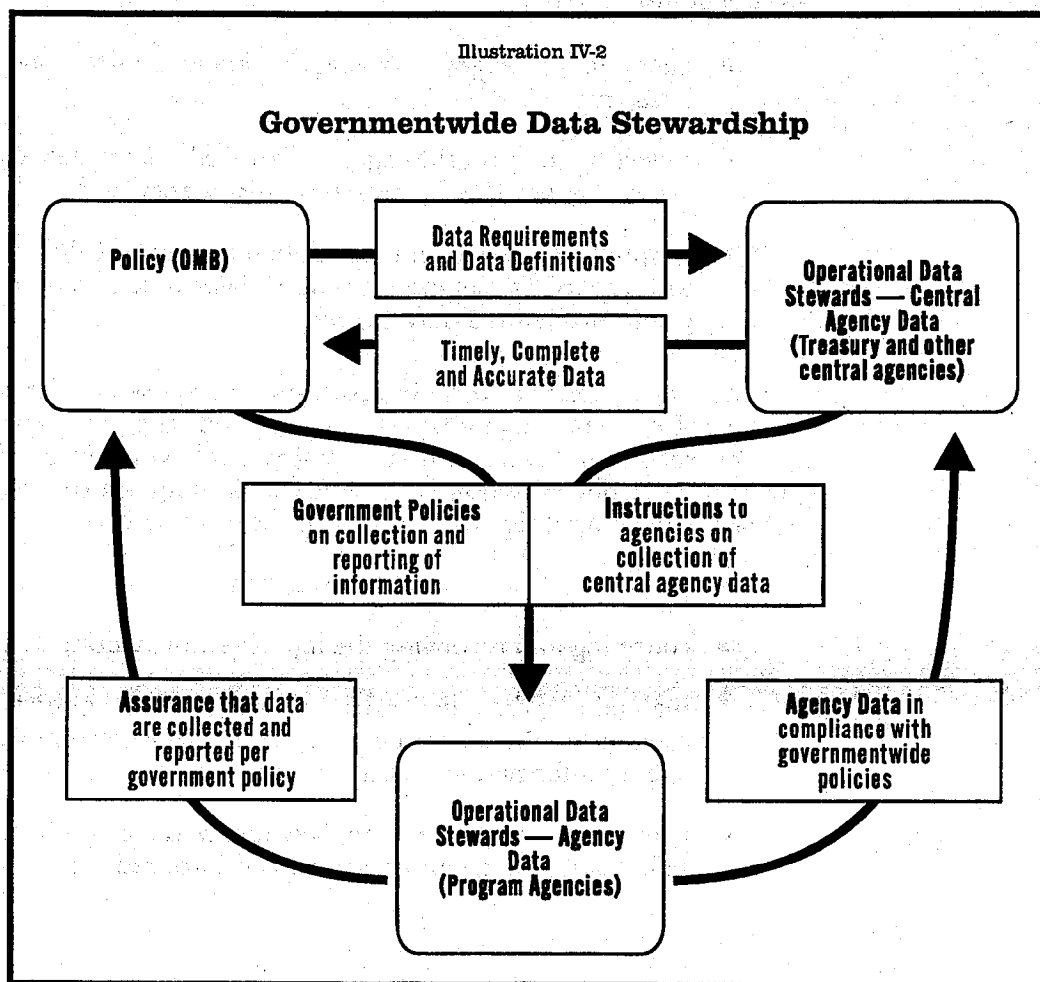 Illustration IV-2
Governmentwide Data Stewardship
Policy (OMB)
Data Requirements
and Data Definitions
Operational Data
Stewards — Central
Agency Data
(Treasury and other
central agencies)
Timely, Complete
and Accurate Data
Government Policies
on collection and
reporting of
information
Instructions to
agencies on
collection of
central agency data
Assurance that data
are collected and
reported per
government policy
Agency Data in
compliance with
governmentwide
policies
Operational Data
Stewards — Agency
Data
(Program Agencies)